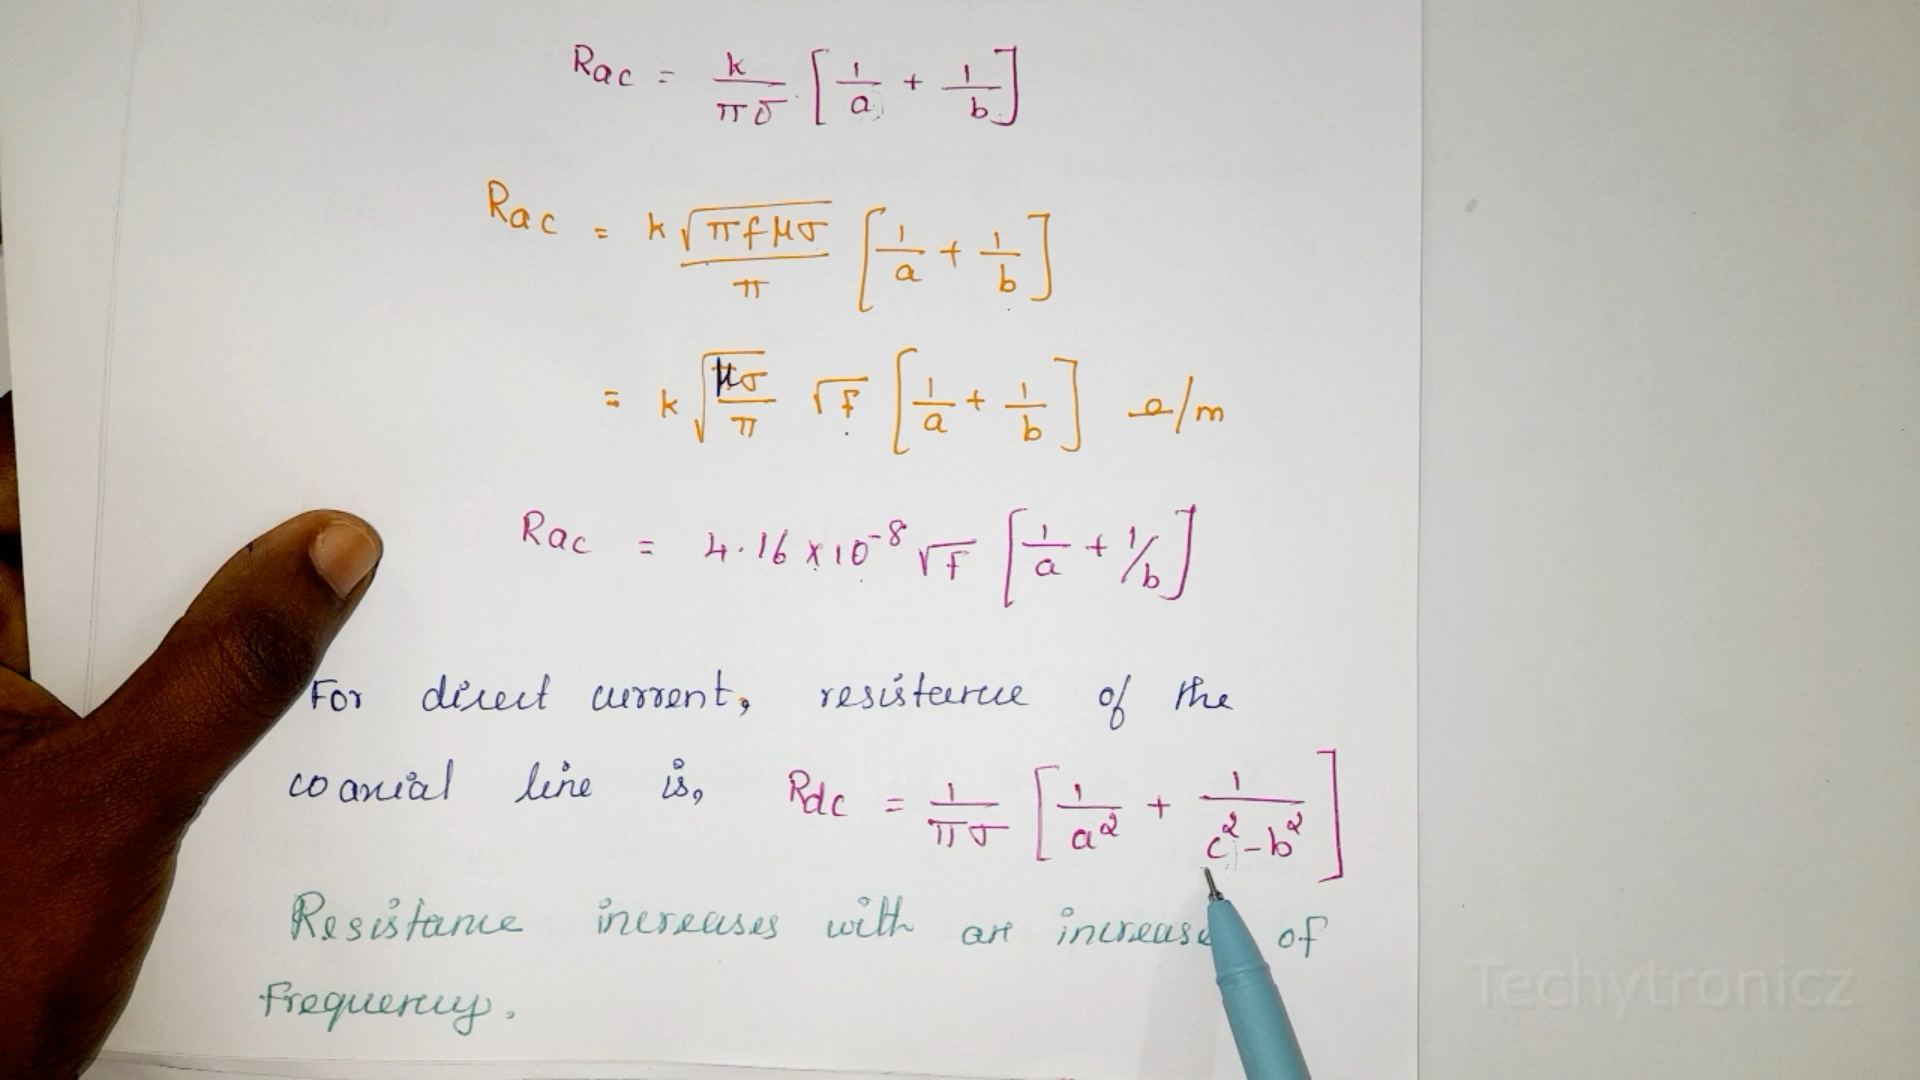 Rac = k/πσ [1/a + 1/b]
Rac = k √πfμσ/π [1/a + 1/b]
= k √μσ/π √f [1/a + 1/b] Ω/m
Rac = 4.16 × 10⁻⁸ √f [1/a + 1/b]
For direct current, resistance of the
coaxial line is, Rdc = 1/πσ [1/a² + 1/c²-b²]
Resistance increases with an increase of
frequency.
Techytronicz